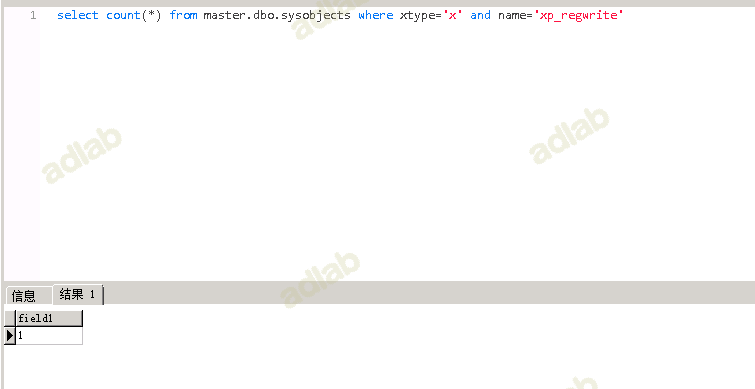 1 select count(*) from master.dbo.sysobjects where xtype='x' and name='xp_regwrite'
adlab
adlab
adlab
adlab
信息 结果 1
field1
1
adlab